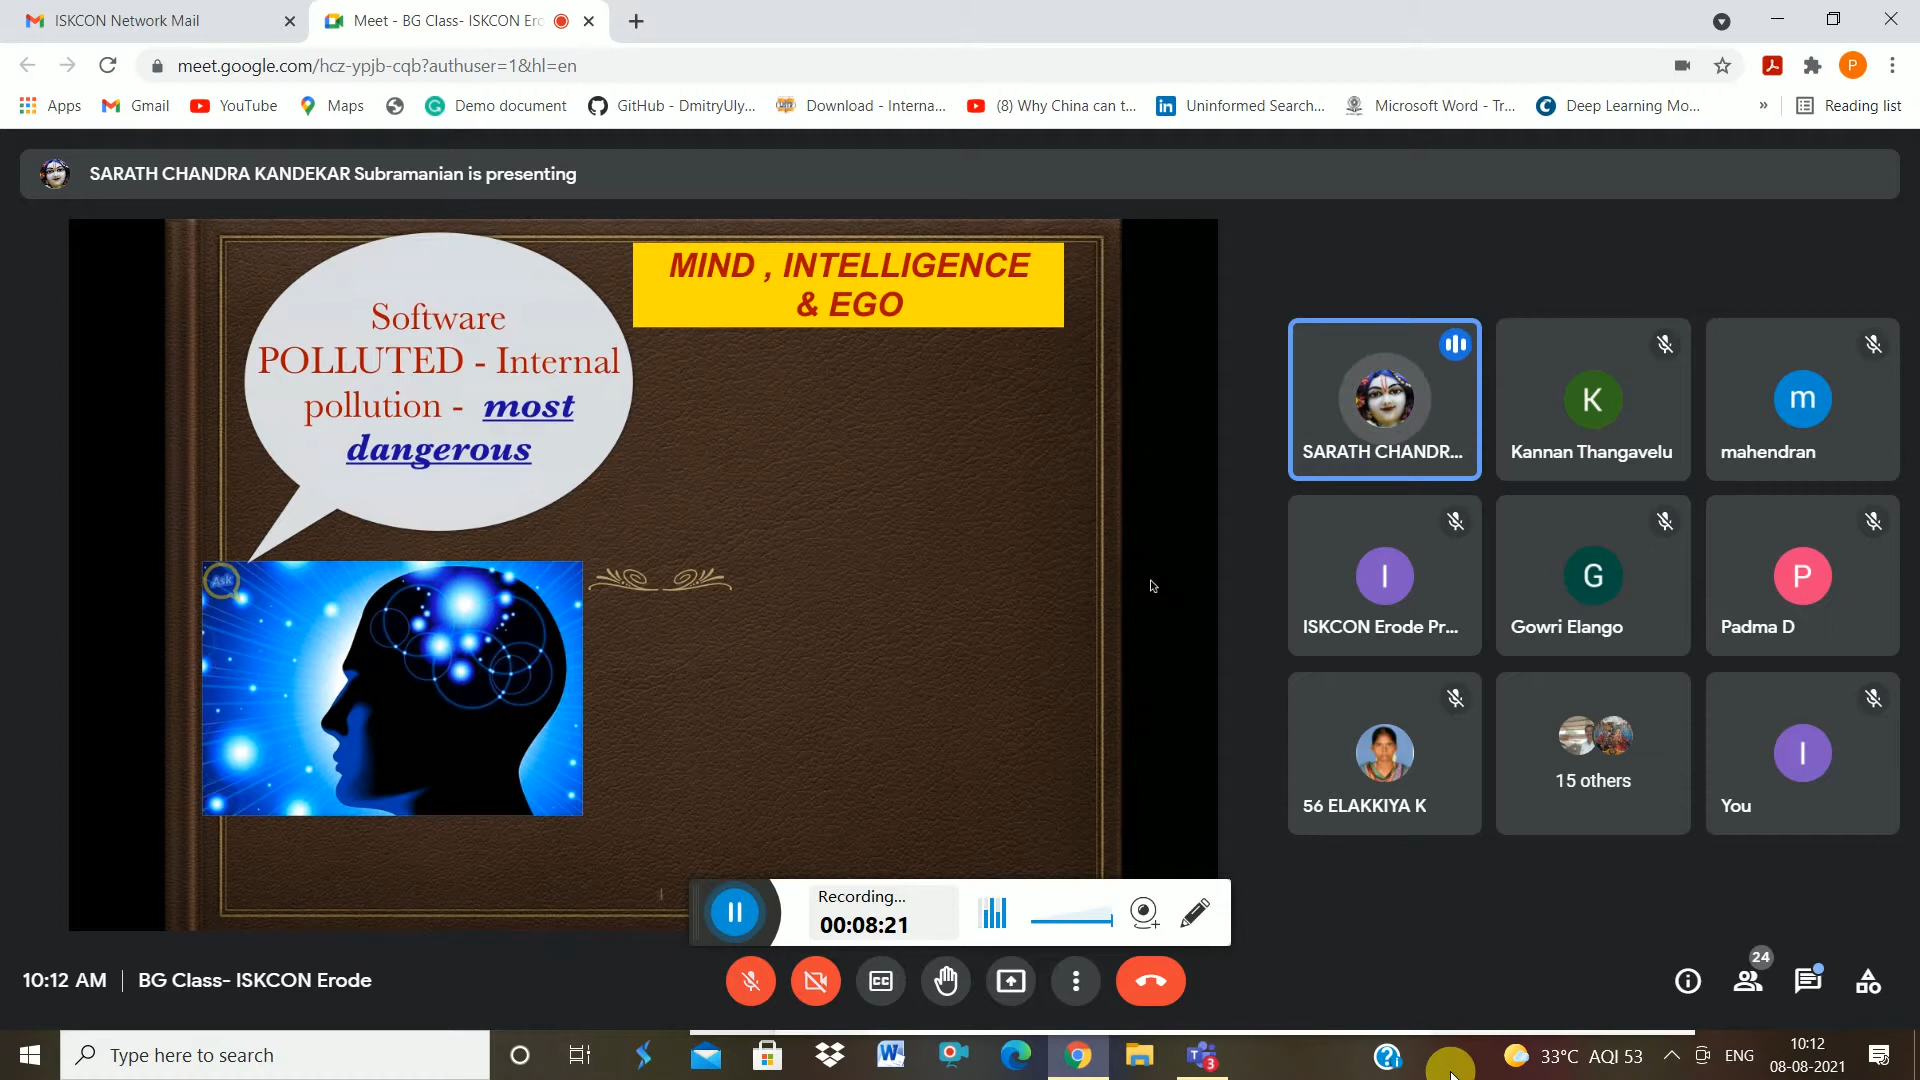 ISKCON Network Mail
Meet - BG Class- ISKCON Ero
meet.google.com/hcz-ypjb-cqb?authuser=1&hl=en
P
Apps
Gmail
YouTube
Maps
Demo document
GitHub - DmitryUly...
Download - Interna...
(8) Why China can t...
Uninformed Search...
Microsoft Word - Tr...
Deep Learning Mo...
»
Reading list
SARATH CHANDRA KANDEKAR Subramanian is presenting
MIND , INTELLIGENCE
& EGO
Software
POLLUTED - Internal
pollution - most
dangerous
Ask
SARATH CHANDR...
K
Kannan Thangavelu
m
mahendran
I
ISKCON Erode Pr...
G
Gowri Elango
P
Padma D
56 ELAKKIYA K
15 others
I
You
Recording...
00:08:21
10:12 AM
BG Class- ISKCON Erode
CC
24
Type here to search
W
3
33°C AQI 53
ENG
10:12
08-08-2021